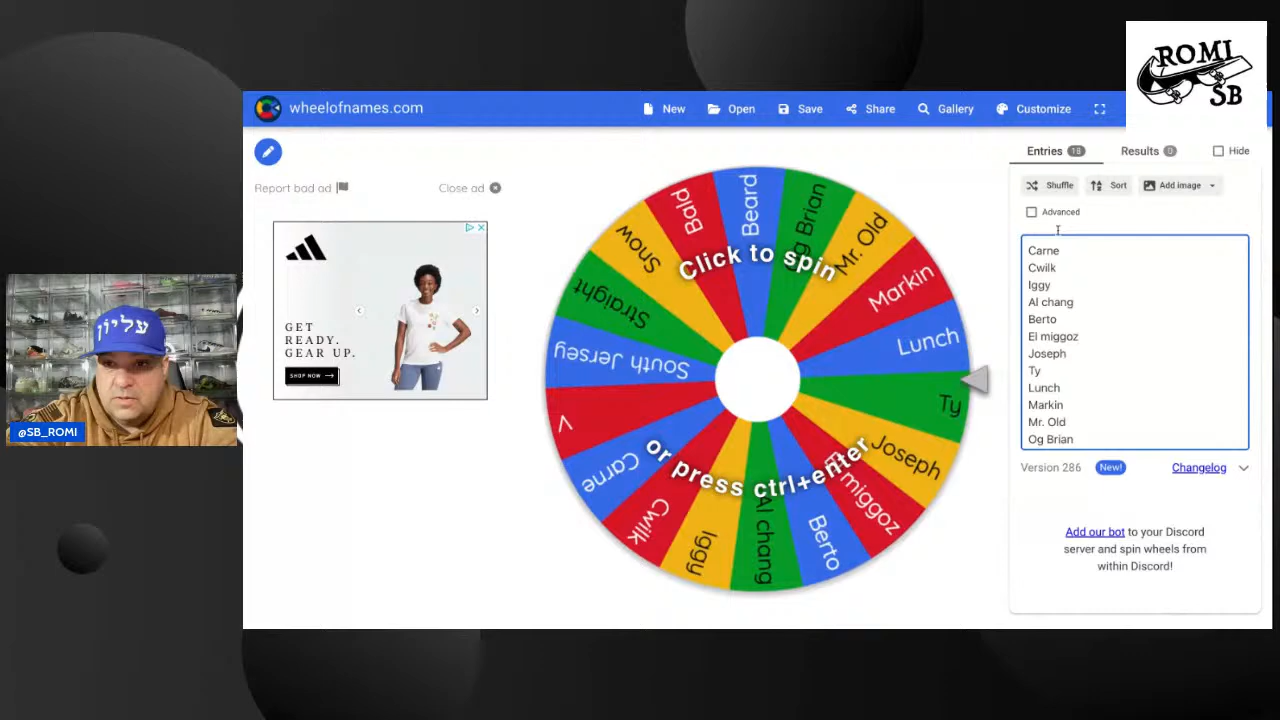 ROMI
SB
wheelofnames.com
New
Open
Save
Share
Gallery
Customize
Entries 18
Results 0
Hide
Shuffle
Sort
Add image
Advanced
Report bad ad
Close ad
GET
READY.
GEAR UP.
SHOP NOW
Carne
Cwilk
Iggy
Al chang
Berto
El miggoz
Joseph
Ty
Lunch
Markin
Mr. Old
Og Brian
Version 286
New!
Changelog
Add our bot to your Discord
server and spin wheels from
within Discord!
Click to spin
or press ctrl+enter
Beard
Og Brian
Mr. Old
Markin
Lunch
Ty
Joseph
El miggoz
Berto
Al chang
Iggy
Cwilk
Carne
V
South Jersey
Straight
Snow
Bald
עליון
@SB_ROMI